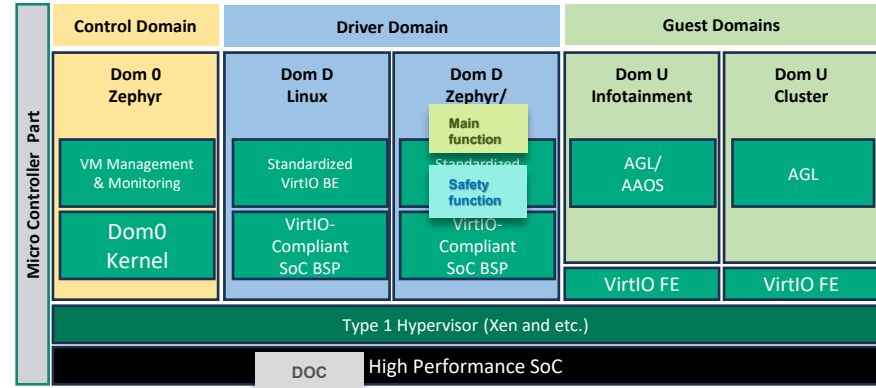 Micro Controller Part
Control Domain
Driver Domain
Guest Domains
Dom 0
Zephyr
Dom D
Linux
Dom D
Zephyr/
Dom U
Infotainment
Dom U
Cluster
Main
function
VM Management
& Monitoring
Standardized
VirtIO BE
Standardized
Safety
function
AGL/
AAOS
AGL
Dom0
Kernel
VirtIO-
Compliant
SoC BSP
VirtIO-
Compliant
SoC BSP
VirtIO FE
VirtIO FE
Type 1 Hypervisor (Xen and etc.)
High Performance SoC
DOC